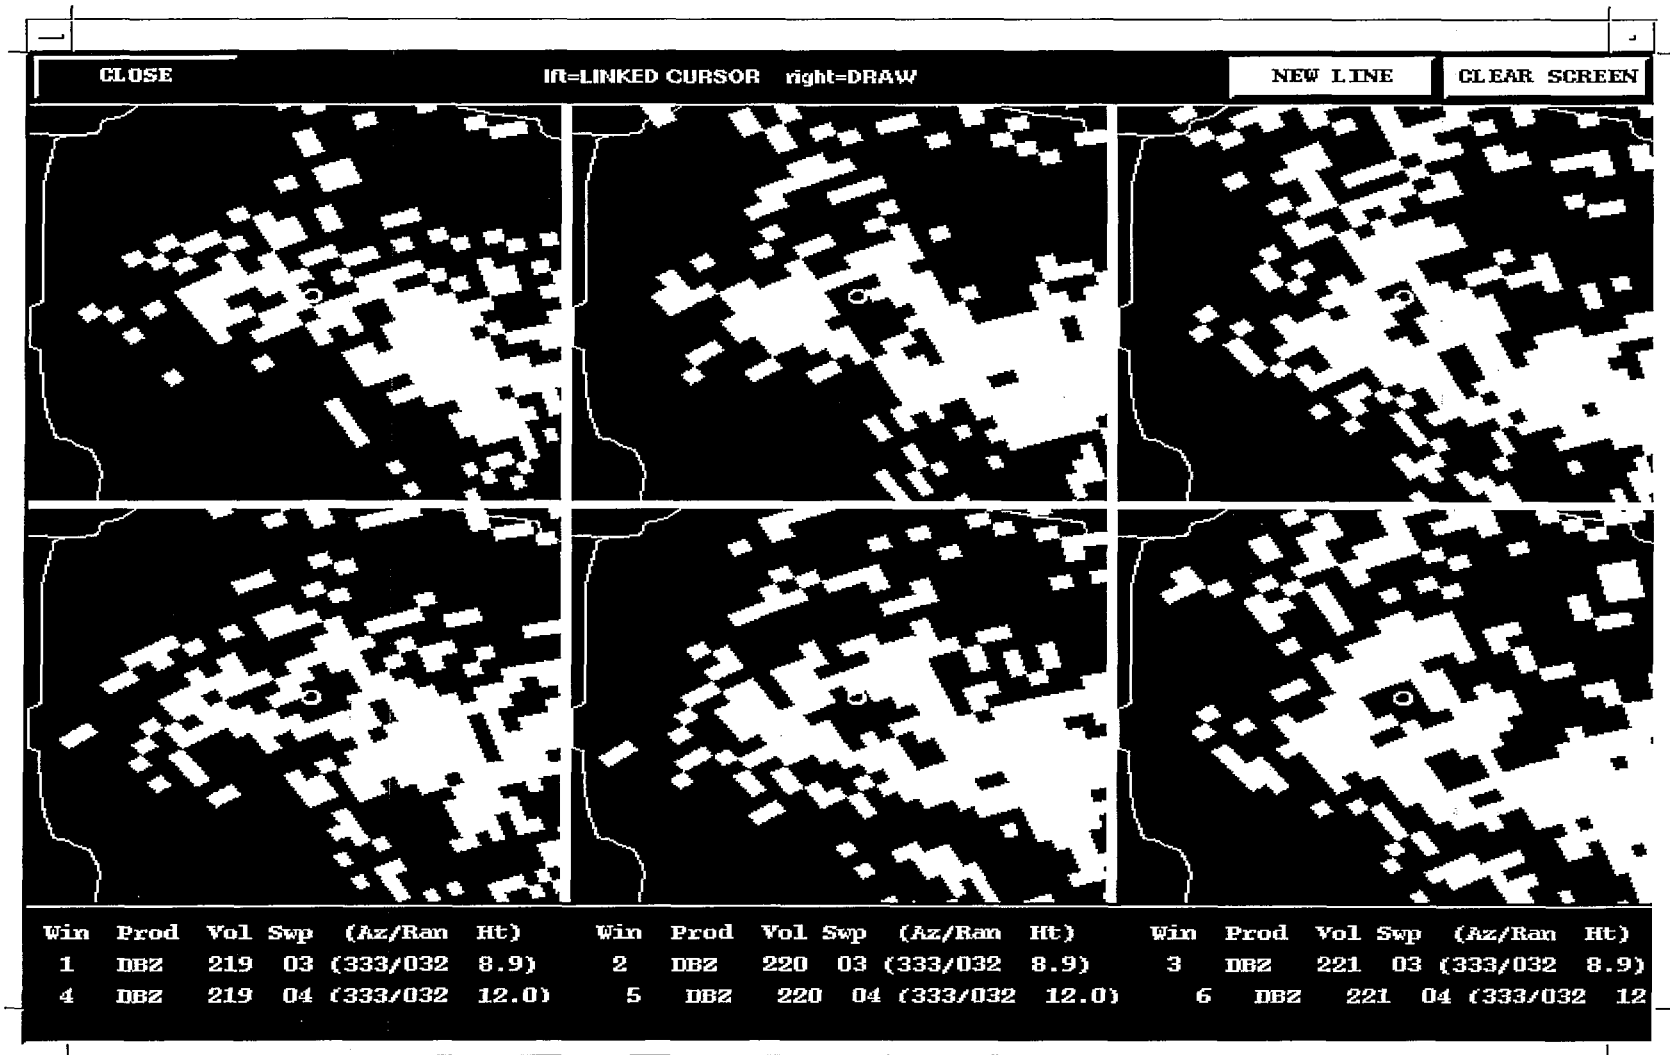 CLOSE lft=LINKED CURSOR right=DRAW NEW LINE CLEAR SCREEN
Win Prod Vol Swp (Az/Ran Ht) Win Prod Vol Swp (Az/Ran Ht) Win Prod Vol Swp (Az/Ran Ht)
1 DBZ 219 03 (333/032 8.9) 2 DBZ 220 03 (333/032 8.9) 3 DBZ 221 03 (333/032 8.9)
4 DBZ 219 04 (333/032 12.0) 5 DBZ 220 04 (333/032 12.0) 6 DBZ 221 04 (333/032 12